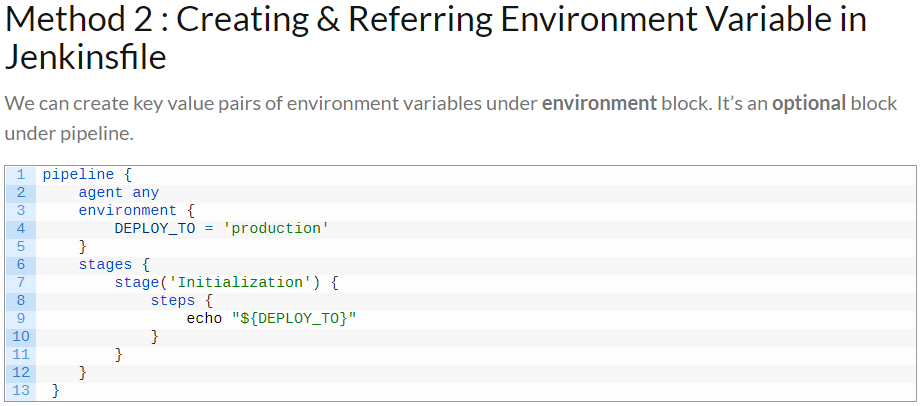 Method 2 : Creating & Referring Environment Variable in
Jenkinsfile
We can create key value pairs of environment variables under environment block. It’s an optional block
under pipeline.
1 pipeline {
2     agent any
3     environment {
4         DEPLOY_TO = 'production'
5     }
6     stages {
7         stage('Initialization') {
8             steps {
9                 echo "${DEPLOY_TO}"
10             }
11         }
12     }
13  }